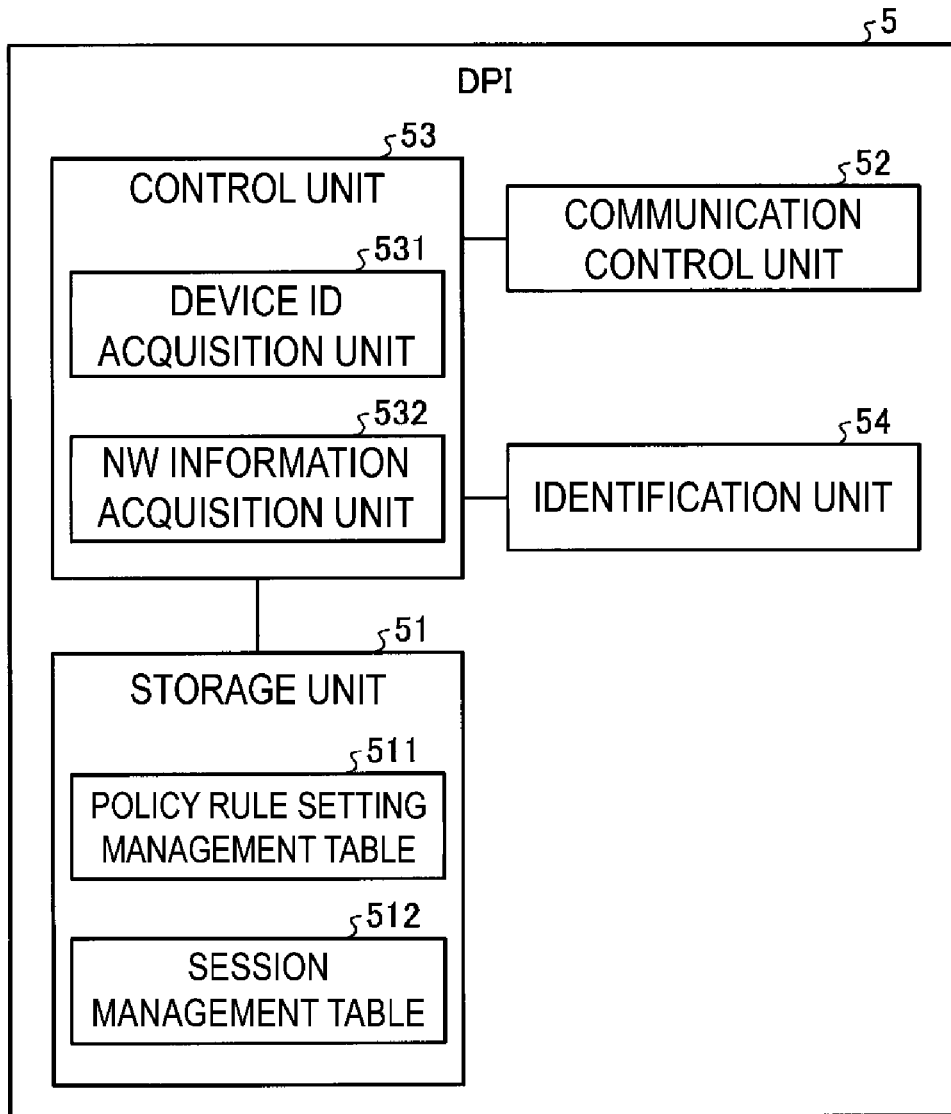 5
DPI
53
CONTROL UNIT
52
COMMUNICATION
CONTROL UNIT
531
DEVICE ID
ACQUISITION UNIT
532
NW INFORMATION
ACQUISITION UNIT
54
IDENTIFICATION UNIT
51
STORAGE UNIT
511
POLICY RULE SETTING
MANAGEMENT TABLE
512
SESSION
MANAGEMENT TABLE